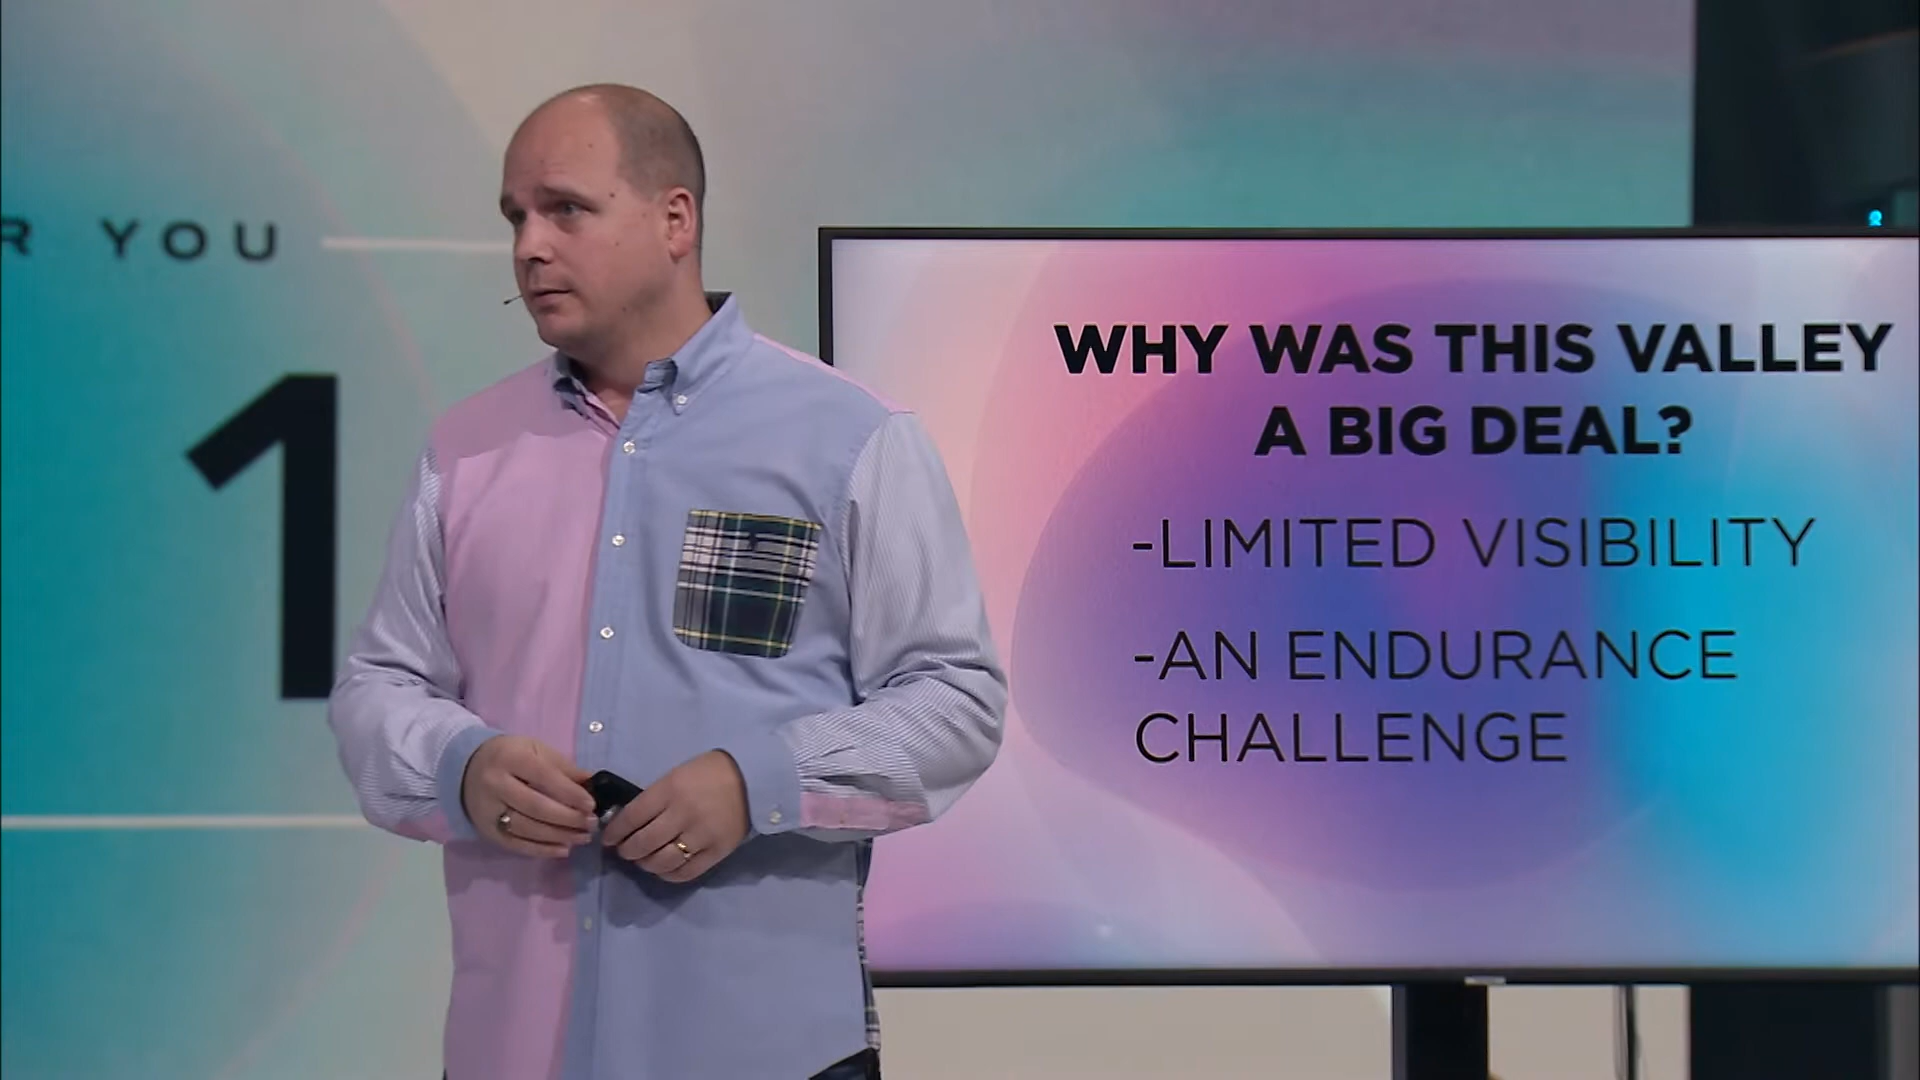 R YOU
1
WHY WAS THIS VALLEY
A BIG DEAL?
-LIMITED VISIBILITY
-AN ENDURANCE
CHALLENGE